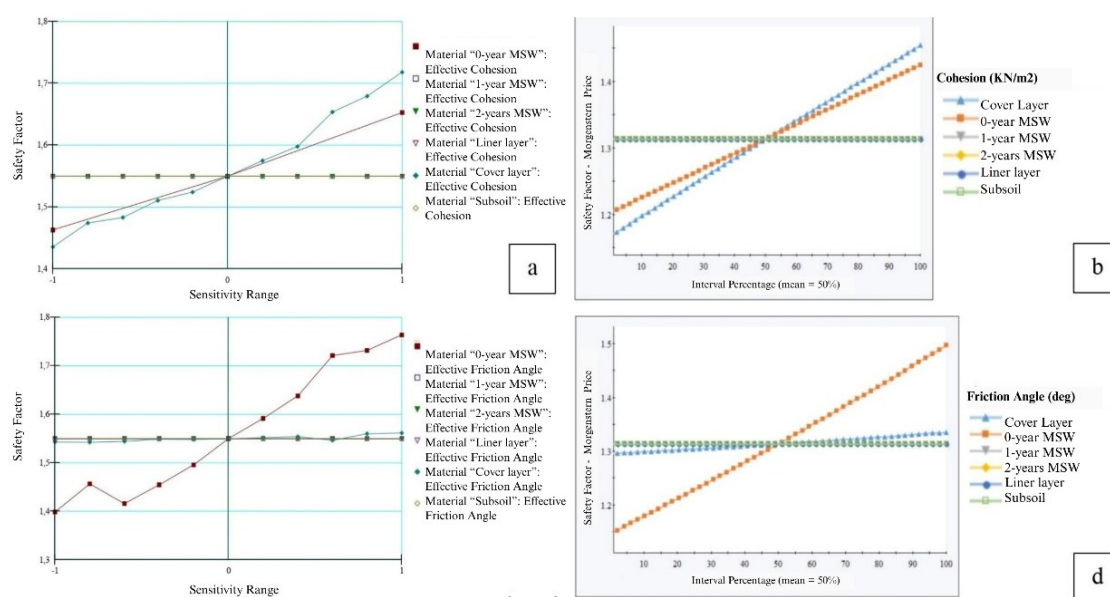 1,8
1,7
1,6
1,5
1,4
-1
0
1
Safety Factor
Sensitivity Range
Material “0-year MSW”:
Effective Cohesion
Material “1-year MSW”:
Effective Cohesion
Material “2-years MSW”:
Effective Cohesion
Material “Liner layer”:
Effective Cohesion
Material “Cover layer”:
Effective Cohesion
Material “Subsoil”: Effective
Cohesion
a
1.4
1.3
1.2
10
20
30
40
50
60
70
80
90
100
Safety Factor - Morgenstern Price
Interval Percentage (mean = 50%)
Cohesion (KN/m2)
Cover Layer
0-year MSW
1-year MSW
2-years MSW
Liner layer
Subsoil
b
1,8
1,7
1,6
1,5
1,4
1,3
-1
0
1
Safety Factor
Sensitivity Range
Material “0-year MSW”:
Effective Friction Angle
Material “1-year MSW”:
Effective Friction Angle
Material “2-years MSW”:
Effective Friction Angle
Material “Liner layer”:
Effective Friction Angle
Material “Cover layer”:
Effective Friction Angle
Material “Subsoil”: Effective
Friction Angle
1.5
1.4
1.3
1.2
10
20
30
40
50
60
70
80
90
100
Safety Factor - Morgenstern Price
Interval Percentage (mean = 50%)
Friction Angle (deg)
Cover Layer
0-year MSW
1-year MSW
2-years MSW
Liner layer
Subsoil
d